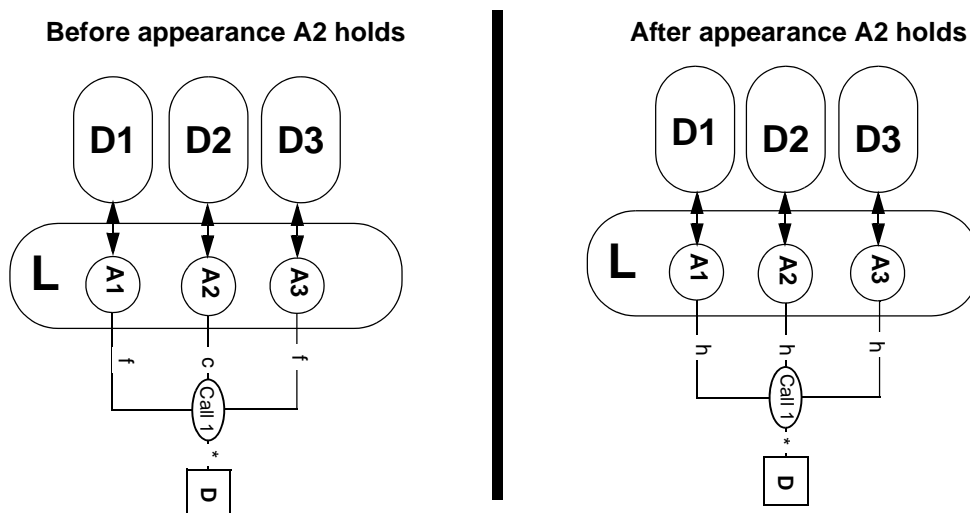 Before appearance A2 holds
D1 D2 D3
L A1 A2 A3
f c f
Call 1
*
D
After appearance A2 holds
D1 D2 D3
L A1 A2 A3
h h h
Call 1
*
D